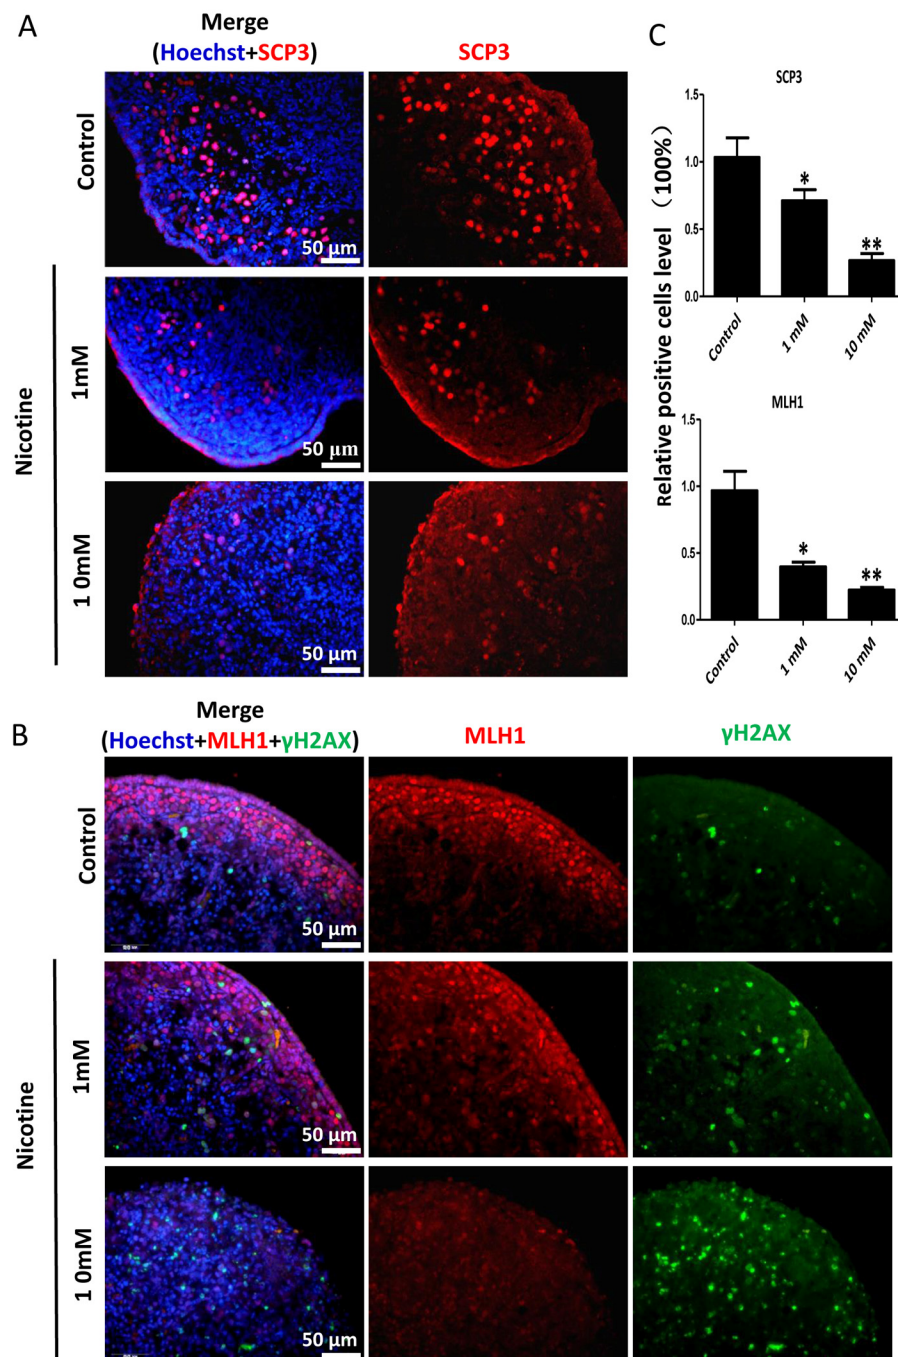 A
Merge
(Hoechst+SCP3)
SCP3
Control
50 µm
Nicotine
1mM
50 µm
1 0mM
50 µm
C
Relative positive cells level (100%)
SCP3
1.5
1.0
0.5
0.0
*
**
Control
1 mM
10 mM
MLH1
1.5
1.0
0.5
0.0
*
**
Control
1 mM
10 mM
B
Merge
(Hoechst+MLH1+γH2AX)
MLH1
γH2AX
Control
50 µm
Nicotine
1mM
50 µm
1 0mM
50 µm